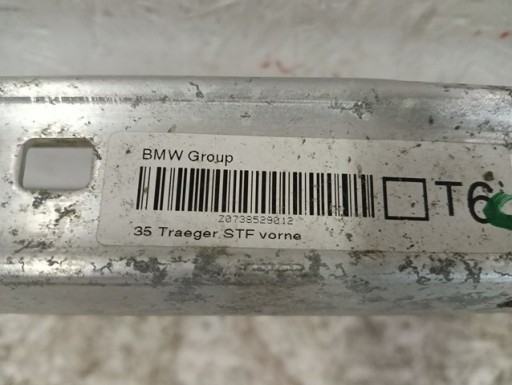 BMW Group
Z0738529012
35 Traeger STF vorne
T6